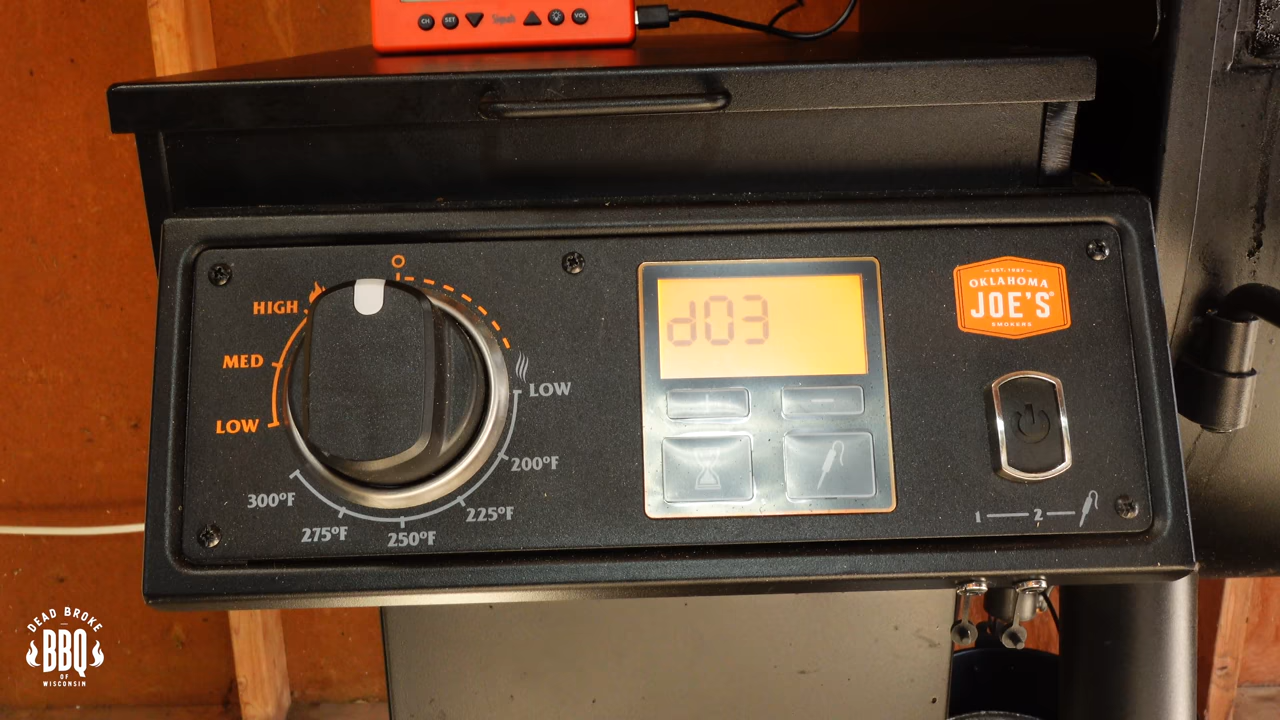 CH
SET
Signals
VOL
HIGH
MED
LOW
LOW
200°F
225°F
250°F
275°F
300°F
d03
+
−
EST. 1987
OKLAHOMA
JOE'S®
SMOKERS
1
2
DEAD BROKE
BBQ
OF
WISCONSIN